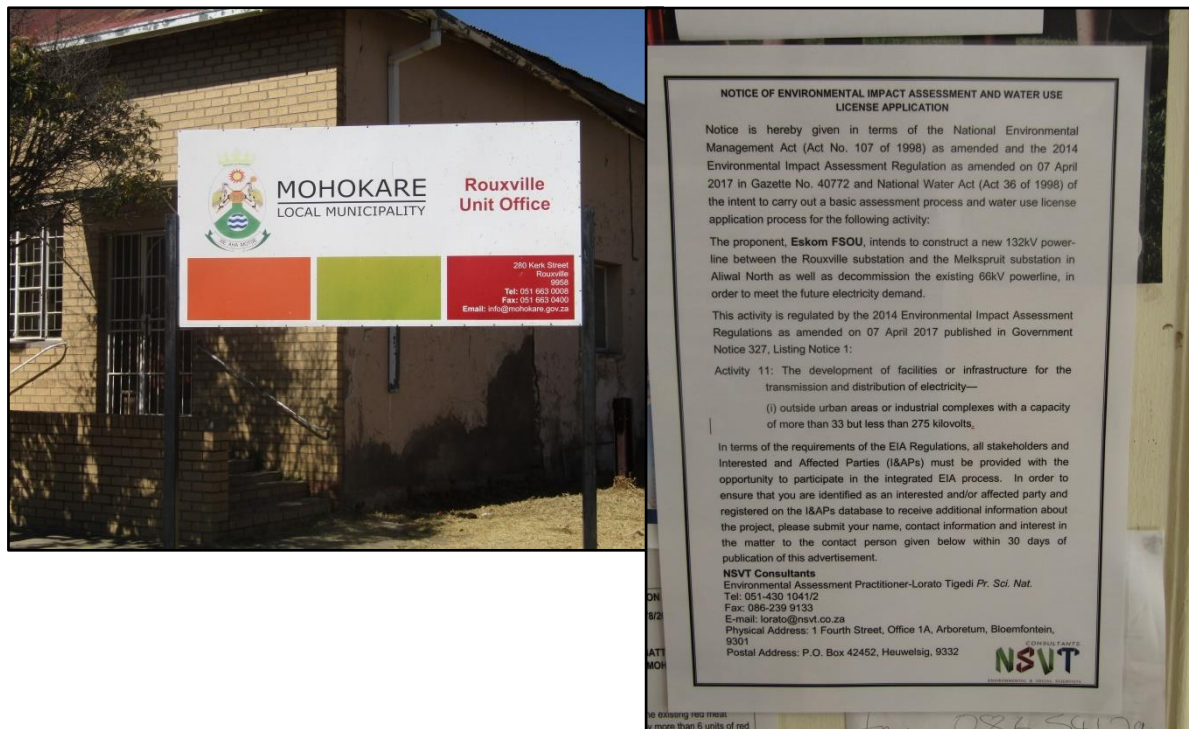 MOHOKARE
LOCAL MUNICIPALITY
Rouxville
Unit Office
280 Kerk Street
Rouxville
9958
Tel: 051 663 0008
Fax: 051 663 0400
Email: info@mohokare.gov.za
NOTICE OF ENVIRONMENTAL IMPACT ASSESSMENT AND WATER USE
LICENSE APPLICATION
Notice is hereby given in terms of the National Environmental
Management Act (Act No. 107 of 1998) as amended and the 2014
Environmental Impact Assessment Regulation as amended on 07 April
2017 in Gazette No. 40772 and National Water Act (Act 36 of 1998) of
the intent to carry out a basic assessment process and water use license
application process for the following activity:
The proponent, Eskom FSOU, intends to construct a new 132kV power-
line between the Rouxville substation and the Melkspruit substation in
Aliwal North as well as decommission the existing 66kV powerline, in
order to meet the future electricity demand.
This activity is regulated by the 2014 Environmental Impact Assessment
Regulations as amended on 07 April 2017 published in Government
Notice 327, Listing Notice 1:
Activity 11: The development of facilities or infrastructure for the
transmission and distribution of electricity—
(i) outside urban areas or industrial complexes with a capacity
of more than 33 but less than 275 kilovolts.
In terms of the requirements of the EIA Regulations, all stakeholders and
Interested and Affected Parties (I&APs) must be provided with the
opportunity to participate in the integrated EIA process. In order to
ensure that you are identified as an interested and/or affected party and
registered on the I&APs database to receive additional information about
the project, please submit your name, contact information and interest in
the matter to the contact person given below within 30 days of
publication of this advertisement.
NSVT Consultants
Environmental Assessment Practitioner-Lorato Tigedi Pr. Sci. Nat.
Tel: 051-430 1041/2
Fax: 086-239 9133
E-mail: lorato@nsvt.co.za
Physical Address: 1 Fourth Street, Office 1A, Arboretum, Bloemfontein,
9301
Postal Address: P.O. Box 42452, Heuwelsig, 9332
CONSULTANTS
NSVT
ENVIRONMENTAL & SOCIAL SCIENTISTS
existing red meat
more than 6 units of red